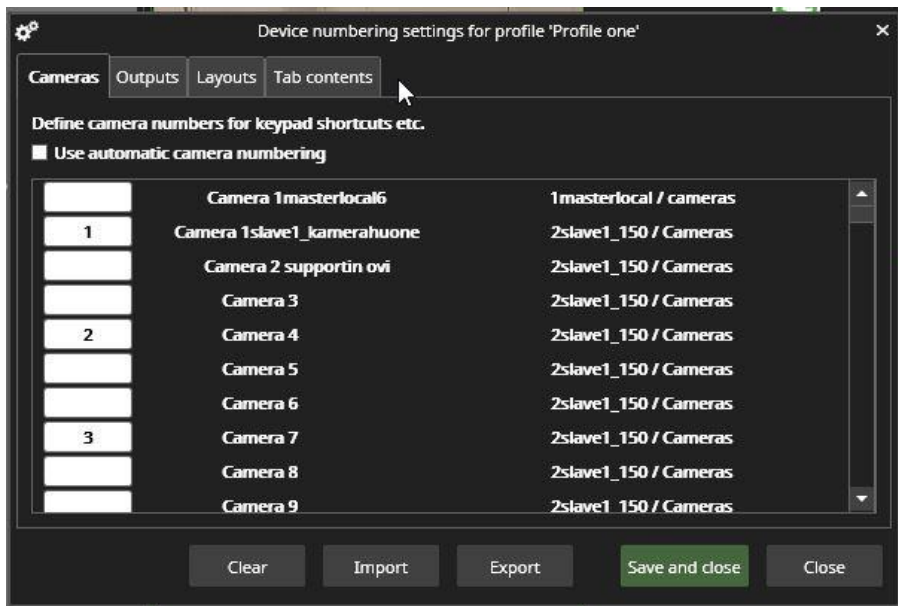 Device numbering settings for profile 'Profile one'
Cameras Outputs Layouts Tab contents
Define camera numbers for keypad shortcuts etc.
Use automatic camera numbering
Camera 1masterlocal6 1masterlocal / cameras
1 Camera 1slave1_kamerahuone 2slave1_150 / Cameras
Camera 2 supportin ovi 2slave1_150 / Cameras
Camera 3 2slave1_150 / Cameras
2 Camera 4 2slave1_150 / Cameras
Camera 5 2slave1_150 / Cameras
Camera 6 2slave1_150 / Cameras
3 Camera 7 2slave1_150 / Cameras
Camera 8 2slave1_150 / Cameras
Camera 9 2slave1_150 / Cameras
Clear Import Export Save and close Close